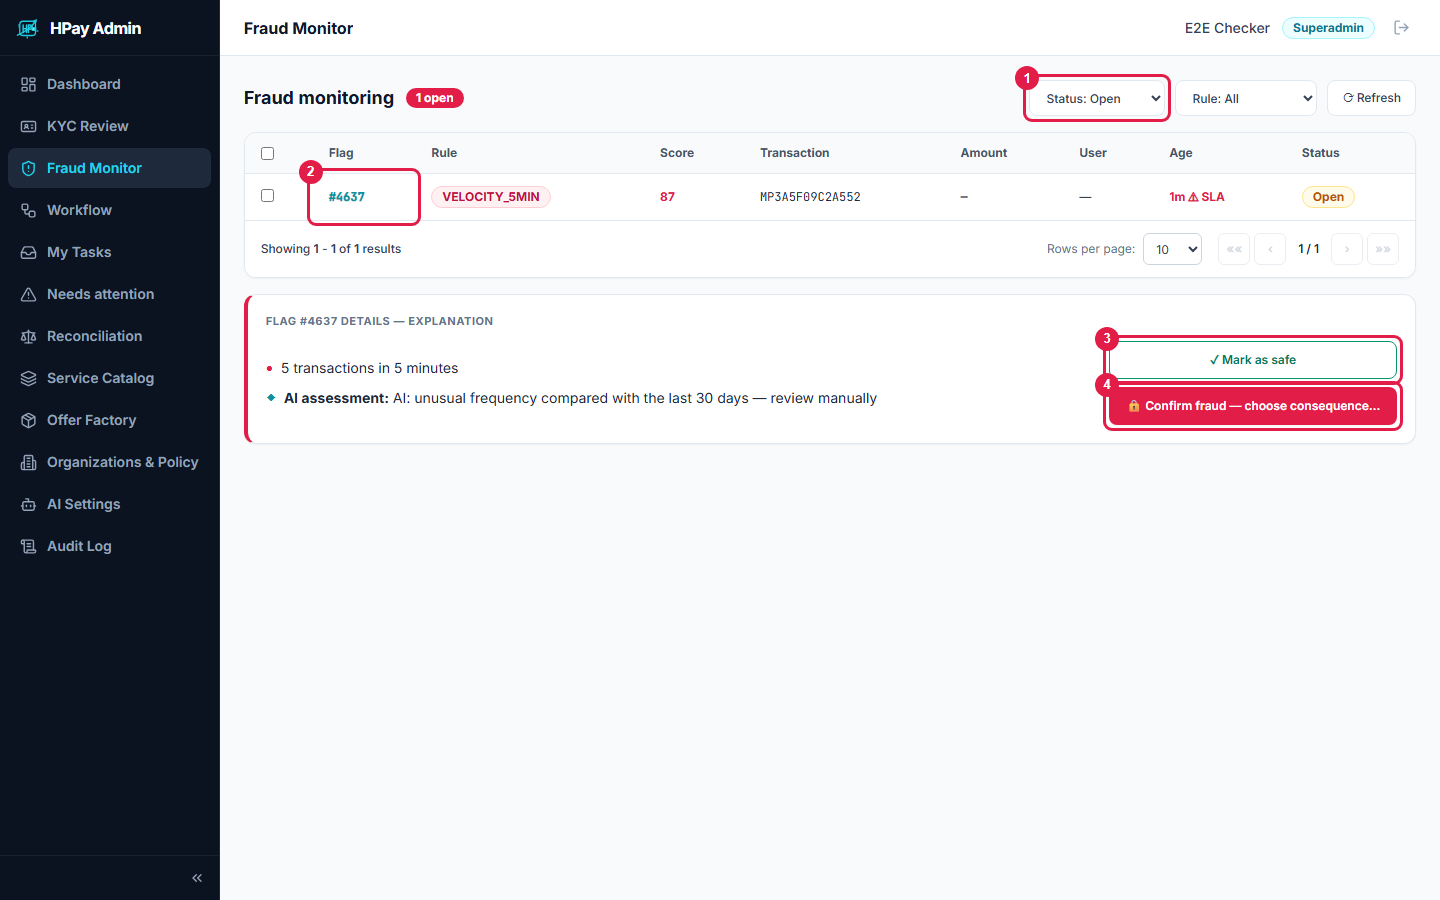 HPay Admin
Fraud Monitor
E2E Checker
Superadmin
Dashboard
KYC Review
Fraud Monitor
Workflow
My Tasks
Needs attention
Reconciliation
Service Catalog
Offer Factory
Organizations & Policy
AI Settings
Audit Log
«
Fraud monitoring
1 open
1
Status: Open
Rule: All
Refresh
Flag Rule Score Transaction Amount User Age Status
2
#4637 VELOCITY_5MIN 87 MP3A5F09C2A552 — — 1m ⚠ SLA Open
Showing 1 - 1 of 1 results
Rows per page: 10 «« ‹ 1 / 1 › »»
FLAG #4637 DETAILS — EXPLANATION
5 transactions in 5 minutes
AI assessment: AI: unusual frequency compared with the last 30 days — review manually
3
✓ Mark as safe
4
🔒 Confirm fraud — choose consequence...